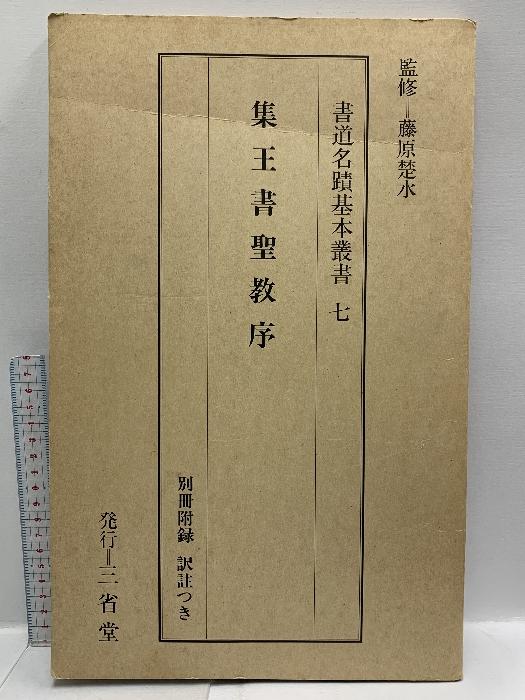 監修=藤原楚水
書道名蹟基本叢書 七
集王書聖教序
別冊附録 訳註つき
発行=三省堂